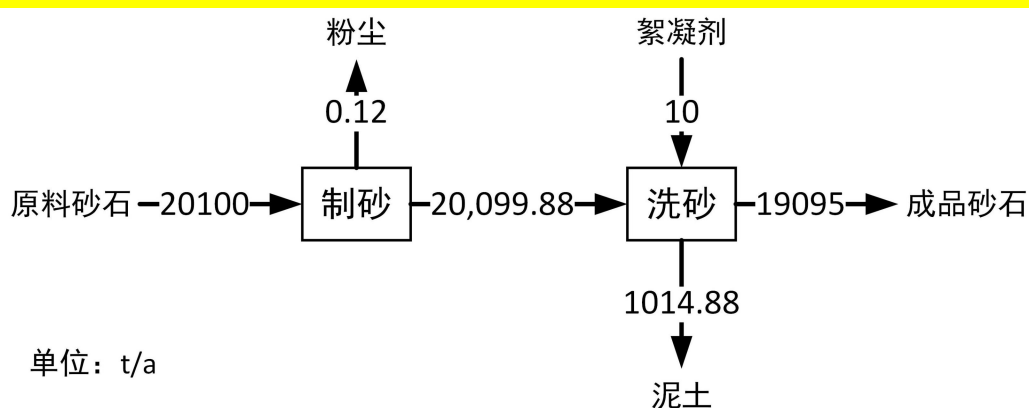 粉尘
絮凝剂
0.12
10
原料砂石 20100 制砂 20,099.88 洗砂 19095 成品砂石
1014.88
单位：t/a
泥土